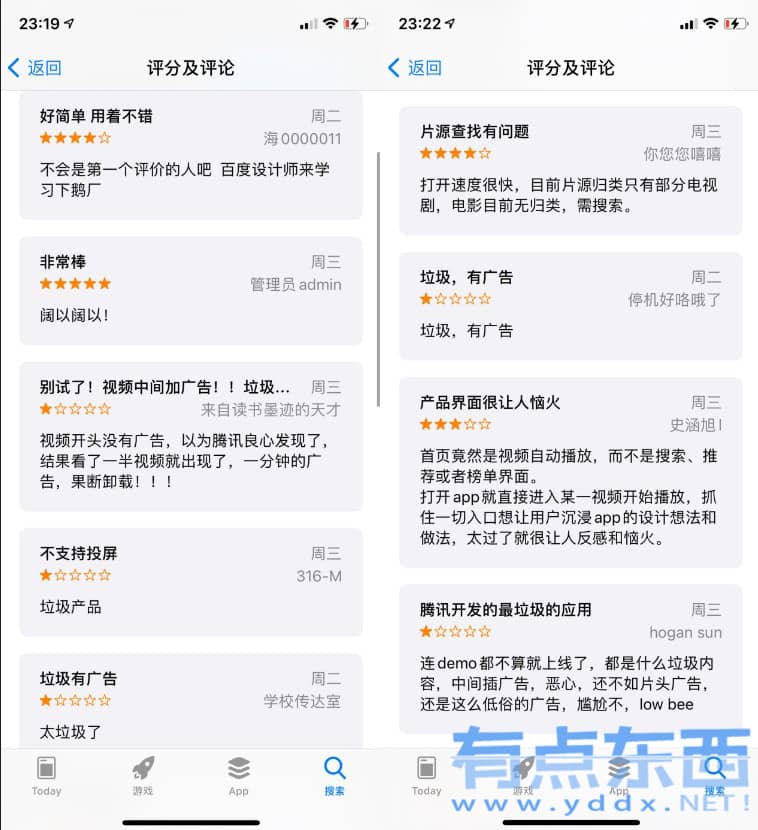 23:19
返回
评分及评论
好简单 用着不错
周二
海0000011
不会是第一个评价的人吧 百度设计师来学
习下鹅厂
非常棒
周三
管理员admin
阔以阔以！
别试了！视频中间加广告！！垃圾...
周三
来自读书墨迹的天才
视频开头没有广告，以为腾讯良心发现了，
结果看了一半视频就出现了，一分钟的广
告，果断卸载！！！
不支持投屏
周三
316-M
垃圾产品
垃圾有广告
周二
学校传达室
太垃圾了
Today
游戏
App
搜索
23:22
返回
评分及评论
片源查找有问题
周三
你您您嘻嘻
打开速度很快，目前片源归类只有部分电视
剧，电影目前无归类，需搜索。
垃圾，有广告
周二
停机好咯哦了
垃圾，有广告
产品界面很让人恼火
周三
史涵旭I
首页竟然是视频自动播放，而不是搜索、推
荐或者榜单界面。
打开app就直接进入某一视频开始播放，抓
住一切入口想让用户沉浸app的设计想法和
做法，太过了就很让人反感和恼火。
腾讯开发的最垃圾的应用
周三
hogan sun
连demo都不算就上线了，都是什么垃圾内
容，中间插广告，恶心，还不如片头广告，
还是这么低俗的广告，尴尬不，low bee
Today
游戏
App
搜索
有点东西
www.yddx.NET!